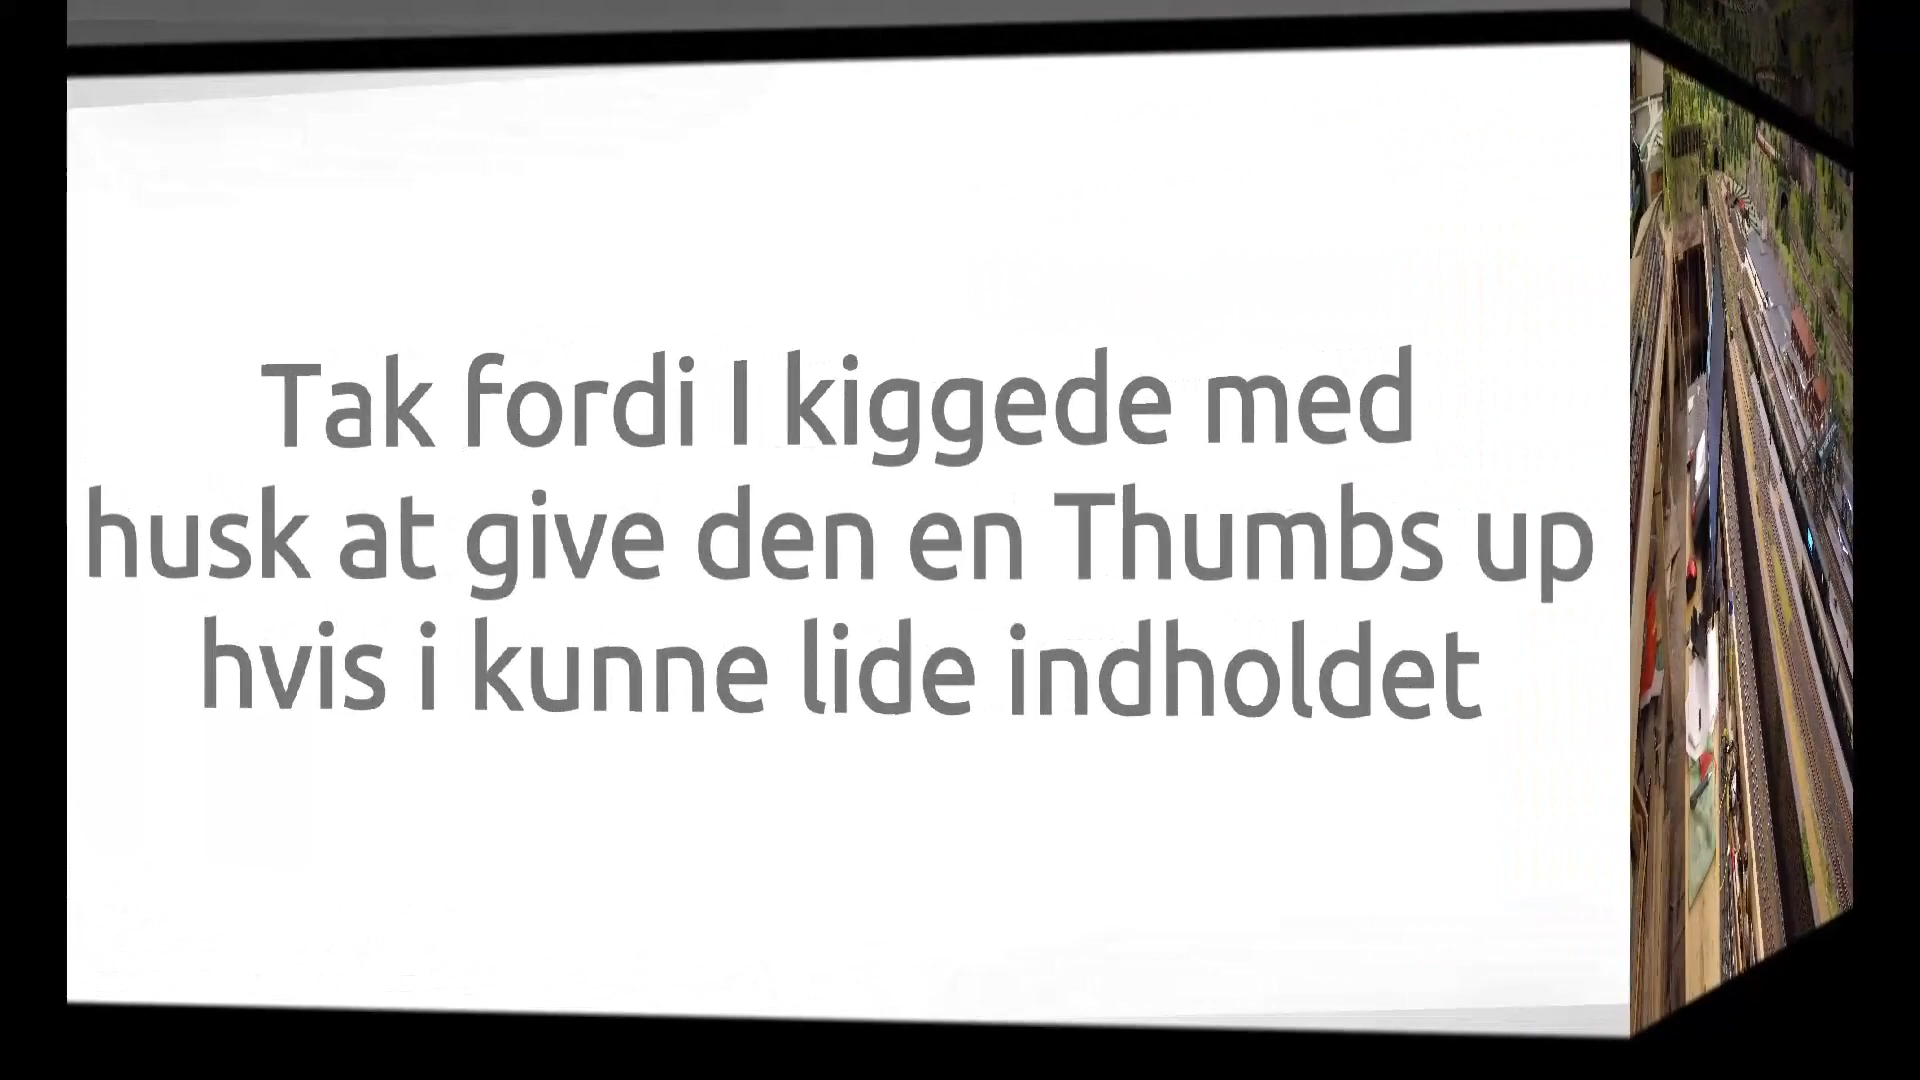 Tak fordi I kiggede med
husk at give den en Thumbs up
hvis i kunne lide indholdet